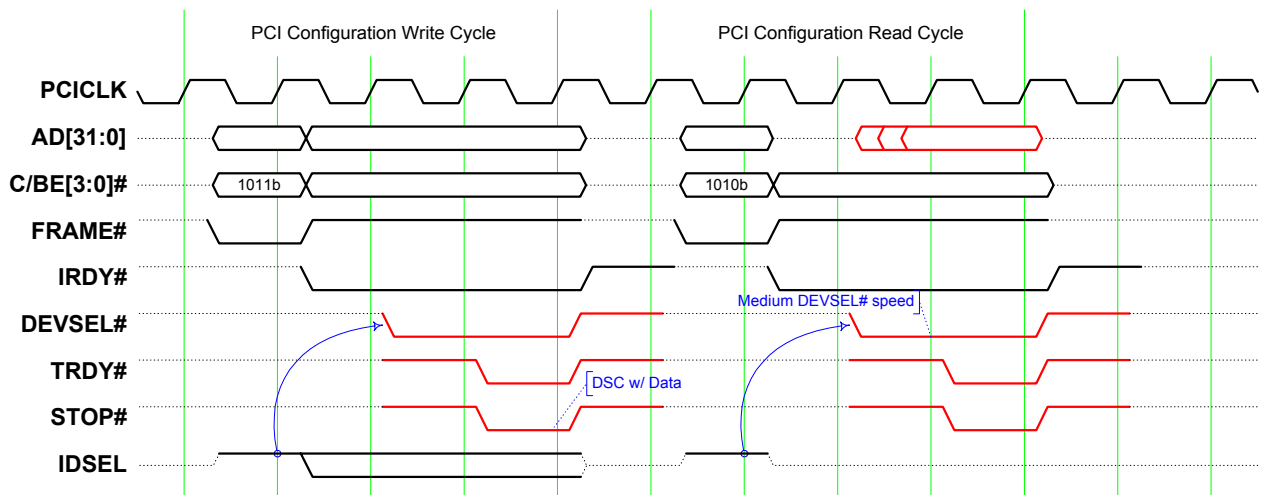 PCI Configuration Write Cycle
PCI Configuration Read Cycle
PCICLK
AD[31:0]
C/BE[3:0]#
1011b
1010b
FRAME#
IRDY#
Medium DEVSEL# speed
DEVSEL#
TRDY#
DSC w/ Data
STOP#
IDSEL